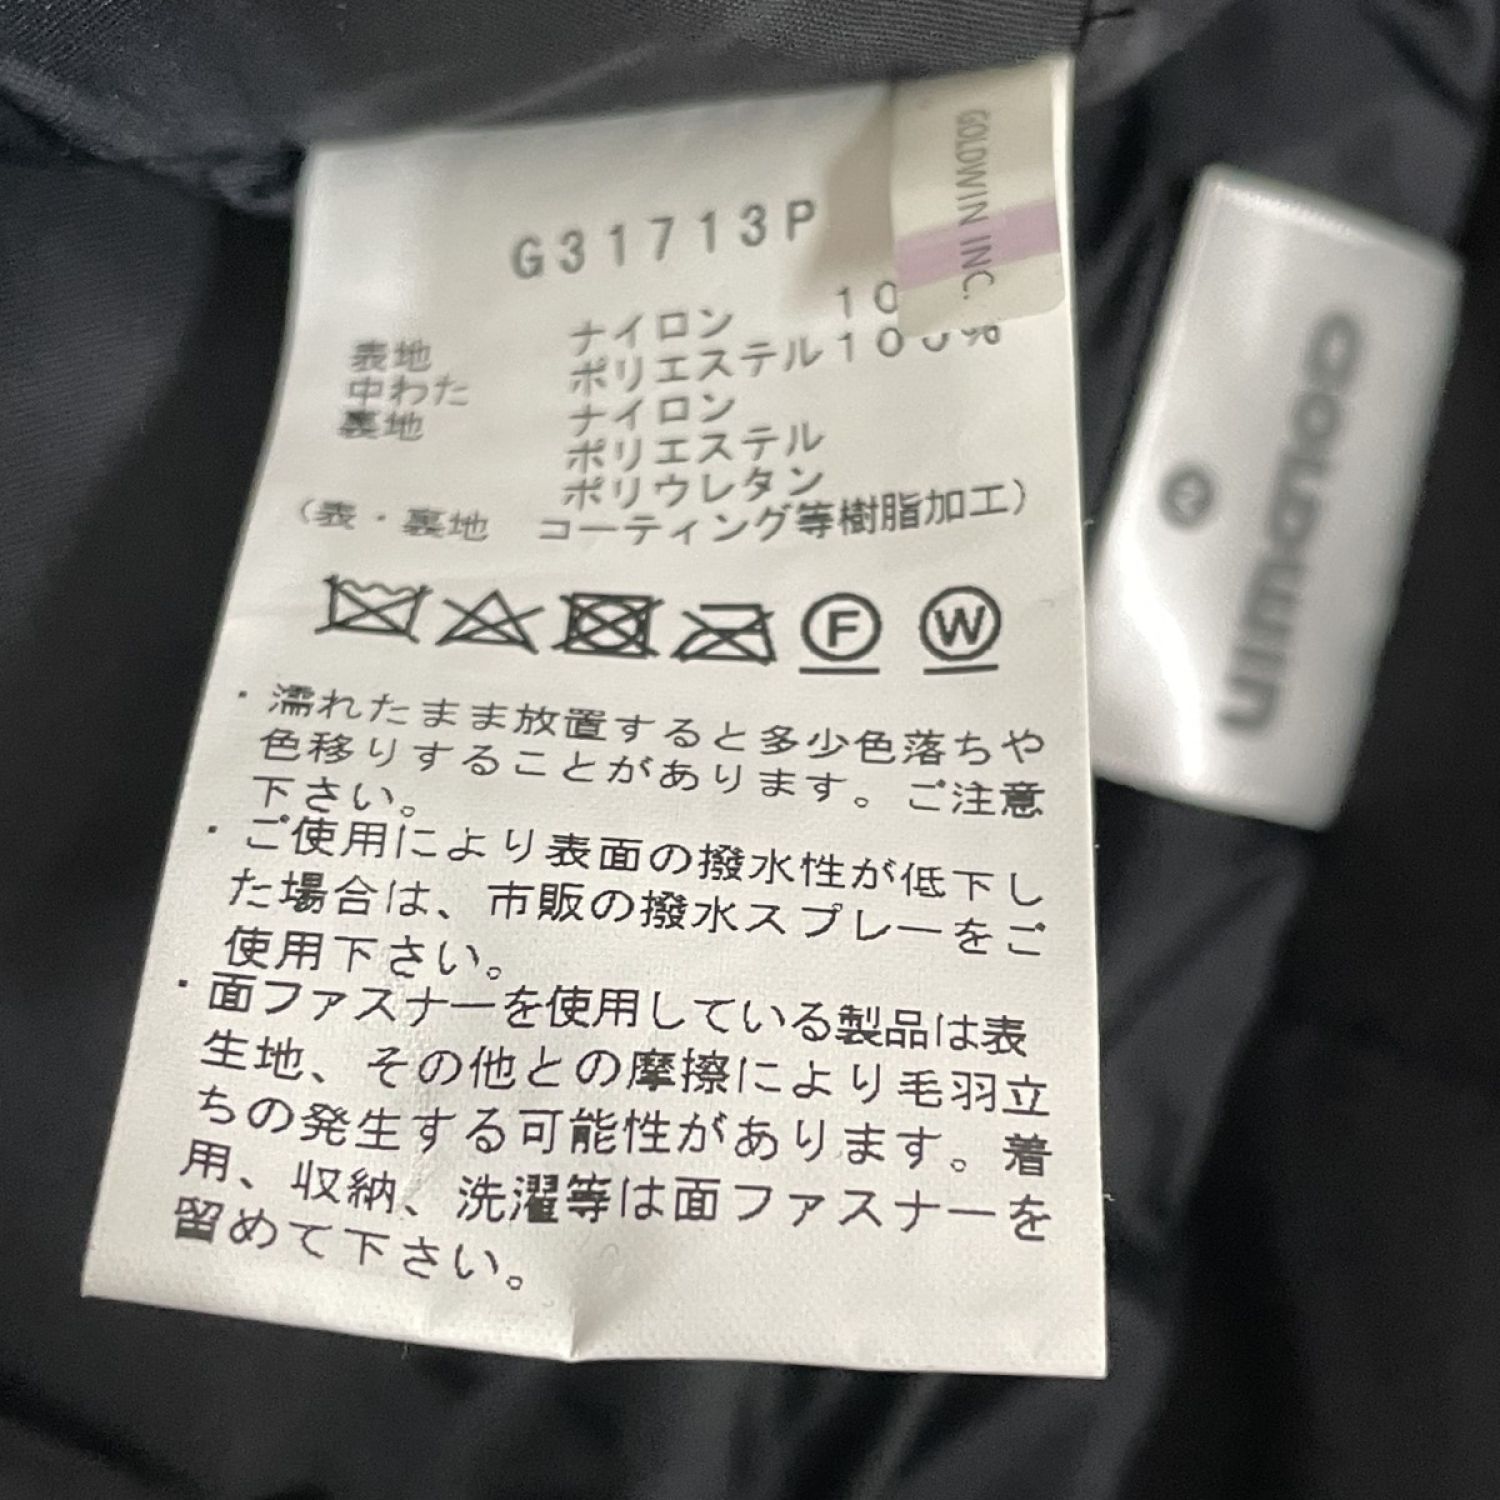 GOLDWIN INC.
G31713P
表地 ナイロン
中わた ポリエステル100%
裏地 ナイロン
ポリエステル
ポリウレタン
（表・裏地 コーティング等樹脂加工）
F W
・濡れたまま放置すると多少色落ちや
色移りすることがあります。ご注意
下さい。
・ご使用により表面の撥水性が低下し
た場合は、市販の撥水スプレーをご
使用下さい。
・面ファスナーを使用している製品は表
生地、その他との摩擦により毛羽立
ちの発生する可能性があります。着
用、収納、洗濯等は面ファスナーを
留めて下さい。